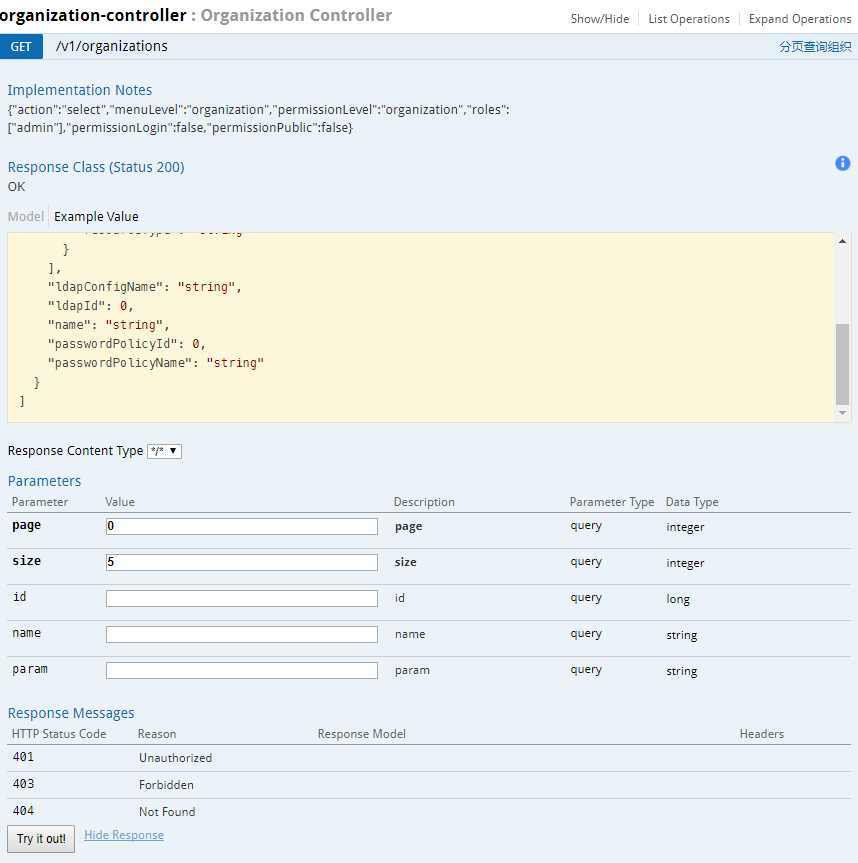 organization-controller : Organization Controller
Show/Hide List Operations Expand Operations
GET /v1/organizations 分页查询组织
Implementation Notes
{"action":"select","menuLevel":"organization","permissionLevel":"organization","roles":
["admin"],"permissionLogin":false,"permissionPublic":false}
Response Class (Status 200)
OK
Model Example Value
}
],
"ldapConfigName": "string",
"ldapId": 0,
"name": "string",
"passwordPolicyId": 0,
"passwordPolicyName": "string"
}
]
Response Content Type */*
Parameters
Parameter Value Description Parameter Type Data Type
page 0 page query integer
size 5 size query integer
id id query long
name name query string
param param query string
Response Messages
HTTP Status Code Reason Response Model Headers
401 Unauthorized
403 Forbidden
404 Not Found
Try it out! Hide Response